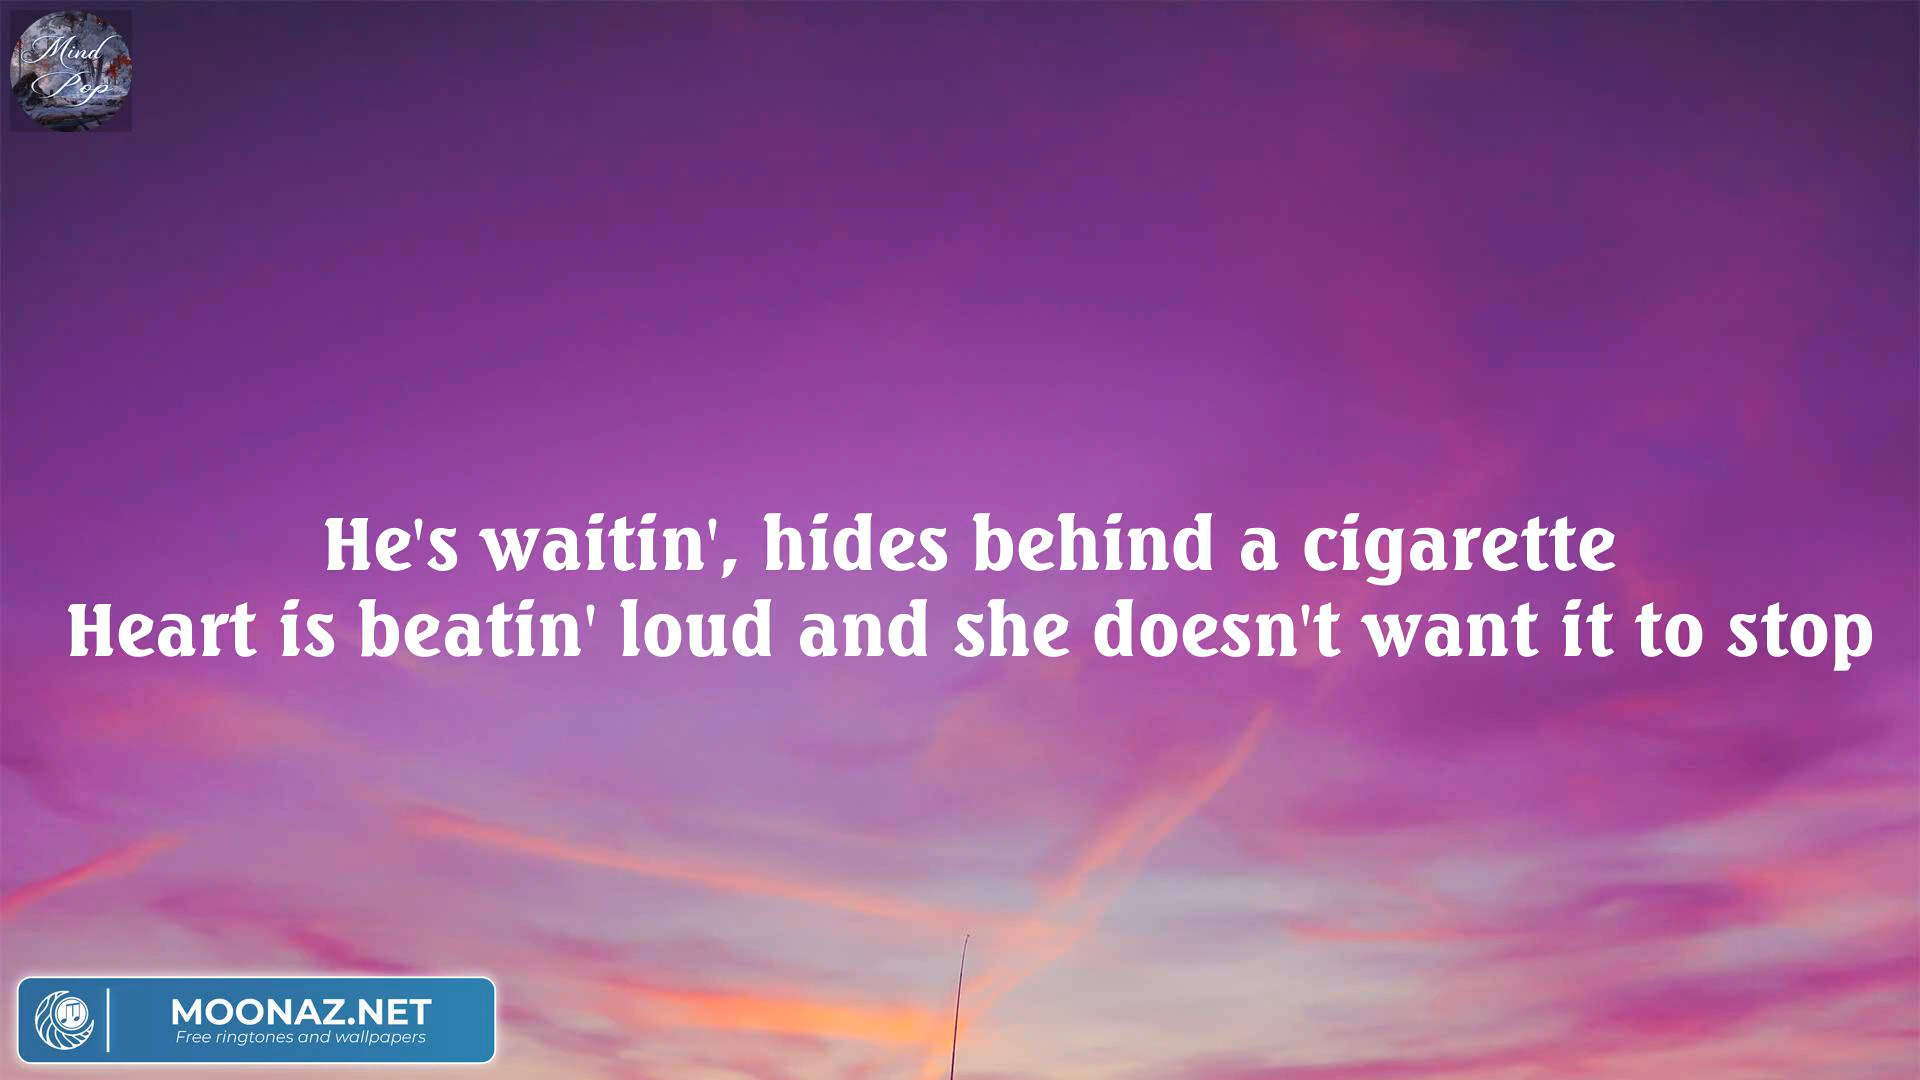 Mind
Pop
He's waitin', hides behind a cigarette
Heart is beatin' loud and she doesn't want it to stop
MOONAZ.NET
Free ringtones and wallpapers